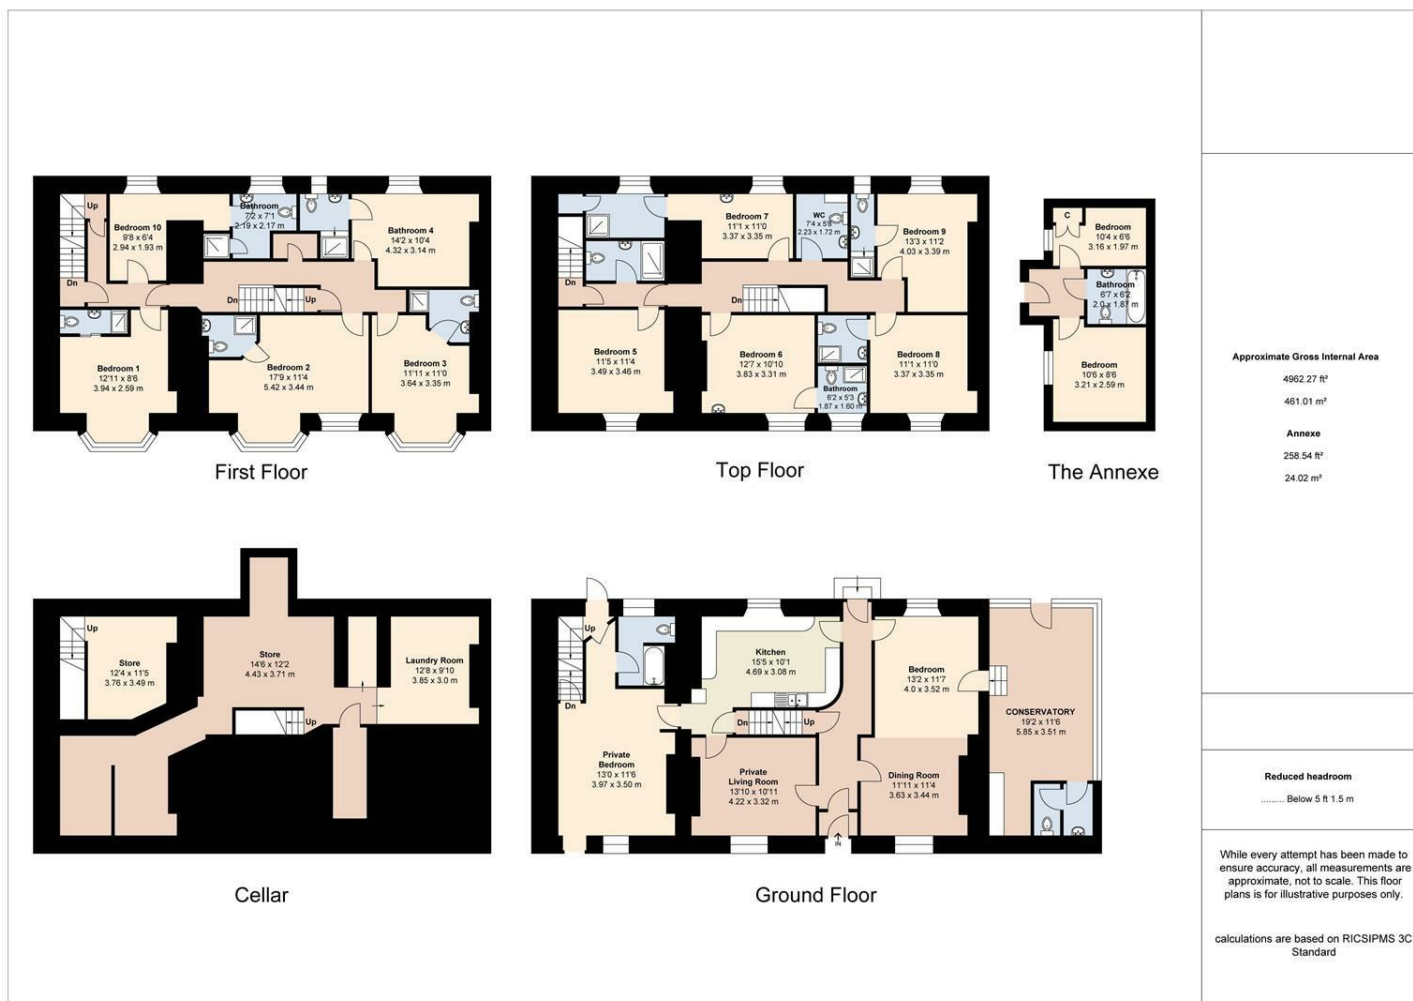 Up
Bedroom 10
9'8 x 6'4
2.94 x 1.93 m
Bathroom
7'2 x 7'1
2.19 x 2.17 m
Bathroom 4
14'2 x 10'4
4.32 x 3.14 m
Dn
Dn
Up
Bedroom 1
12'11 x 8'6
3.94 x 2.59 m
Bedroom 2
17'9 x 11'4
5.42 x 3.44 m
Bedroom 3
11'11 x 11'0
3.64 x 3.35 m
First Floor
Bedroom 7
11'1 x 11'0
3.37 x 3.35 m
WC
7'4 x 5'8
2.23 x 1.72 m
Bedroom 9
13'3 x 11'2
4.03 x 3.39 m
Dn
Dn
Bedroom 5
11'5 x 11'4
3.49 x 3.46 m
Bedroom 6
12'7 x 10'10
3.83 x 3.31 m
Bathroom
6'2 x 5'3
1.87 x 1.60 m
Bedroom 8
11'1 x 11'0
3.37 x 3.35 m
Top Floor
C
Bedroom
10'4 x 6'6
3.16 x 1.97 m
Bathroom
6'7 x 6'2
2.0 x 1.87 m
Bedroom
10'6 x 8'6
3.21 x 2.59 m
The Annexe
Up
Store
12'4 x 11'5
3.76 x 3.49 m
Store
14'6 x 12'2
4.43 x 3.71 m
Laundry Room
12'8 x 9'10
3.85 x 3.0 m
Up
Cellar
Up
Dn
Kitchen
15'5 x 10'1
4.69 x 3.08 m
Dn
Up
Bedroom
13'2 x 11'7
4.0 x 3.52 m
CONSERVATORY
19'2 x 11'6
5.85 x 3.51 m
Private
Bedroom
13'0 x 11'6
3.97 x 3.50 m
Private
Living Room
13'10 x 10'11
4.22 x 3.32 m
Dining Room
11'11 x 11'4
3.63 x 3.44 m
IN
Ground Floor
Approximate Gross Internal Area
4962.27 ft²
461.01 m²
Annexe
258.54 ft²
24.02 m²
Reduced headroom
......... Below 5 ft 1.5 m
While every attempt has been made to
ensure accuracy, all measurements are
approximate, not to scale. This floor
plans is for illustrative purposes only.
calculations are based on RICSIPMS 3C
Standard